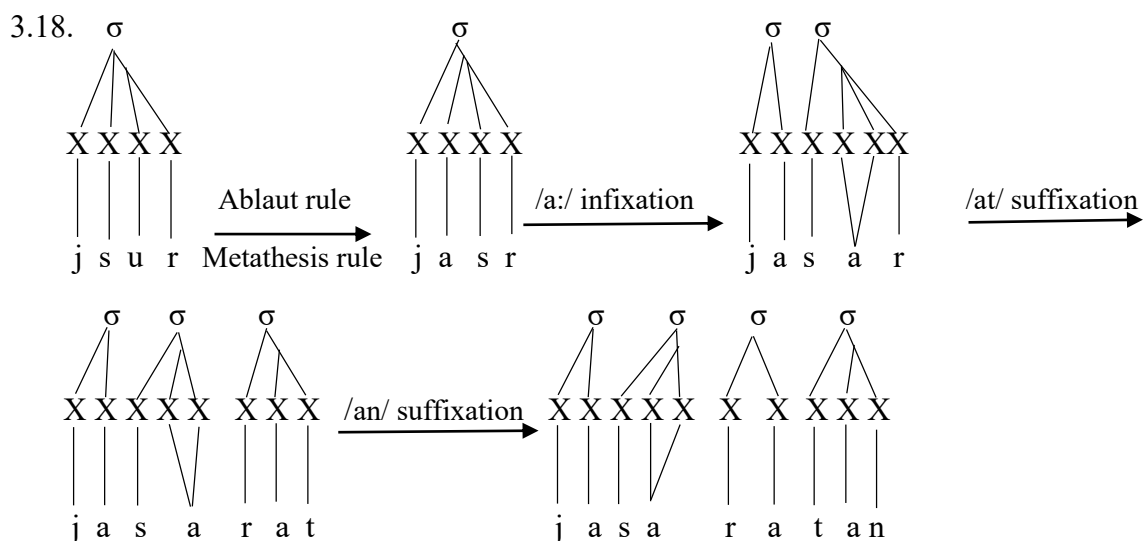 3.18. σ σ σ σ
X X X X X X X X X X X X X X
Ablaut rule /a:/ infixation /at/ suffixation
j s u r Metathesis rule j a s r j a s a r
σ σ σ σ σ σ σ
X X X X X X X X X X X X X X X X X X
/an/ suffixation
j a s a r a t j a s a r a t a n